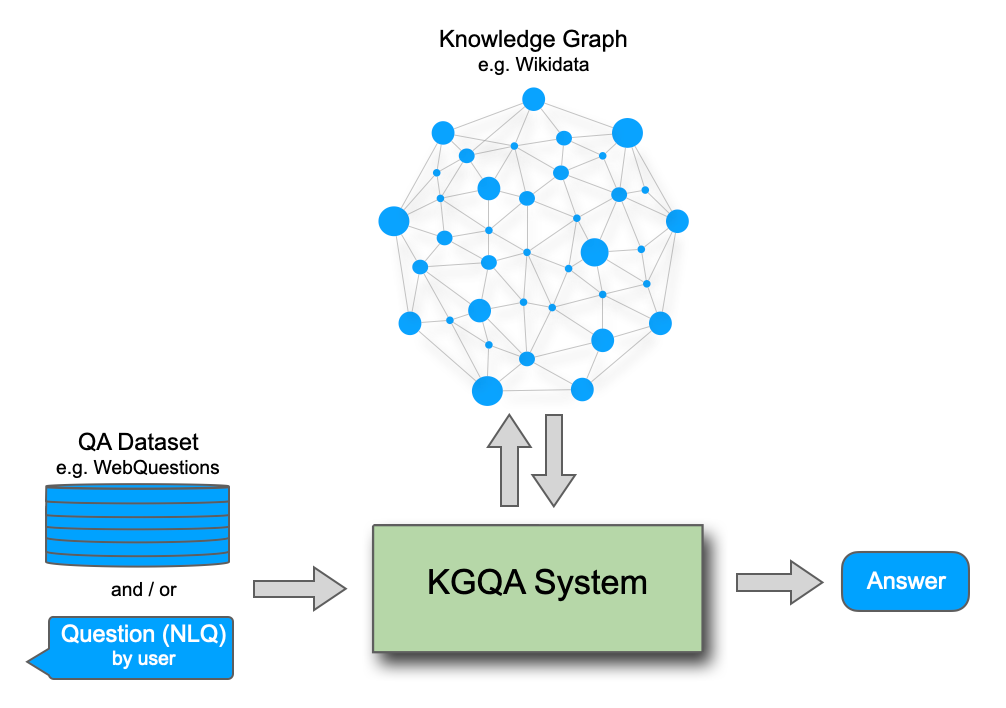 Knowledge Graph
e.g. Wikidata
QA Dataset
e.g. WebQuestions
and / or
Question (NLQ)
by user
KGQA System
Answer